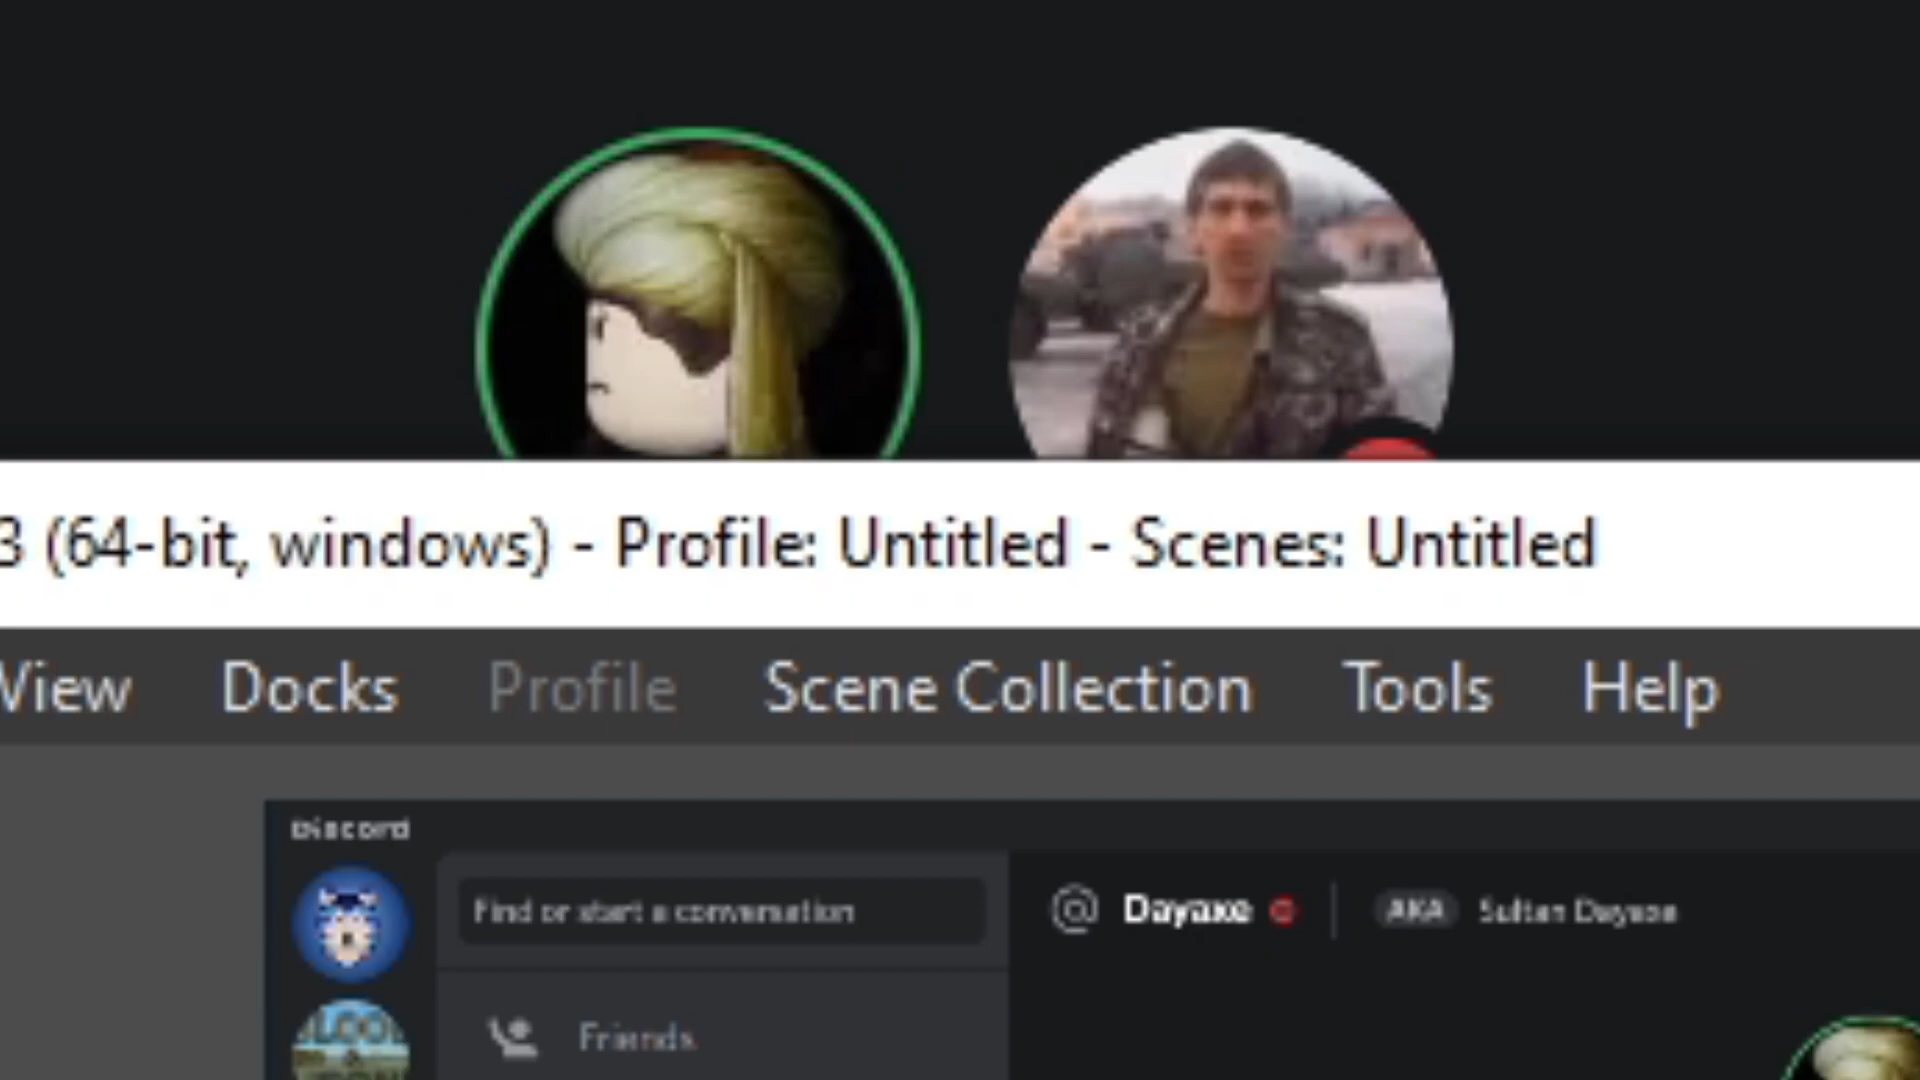 3 (64-bit, windows) - Profile: Untitled - Scenes: Untitled
View Docks Profile Scene Collection Tools Help
Discord
Find or start a conversation
Dayaxe AKA Sultan Dayaxe
Friends